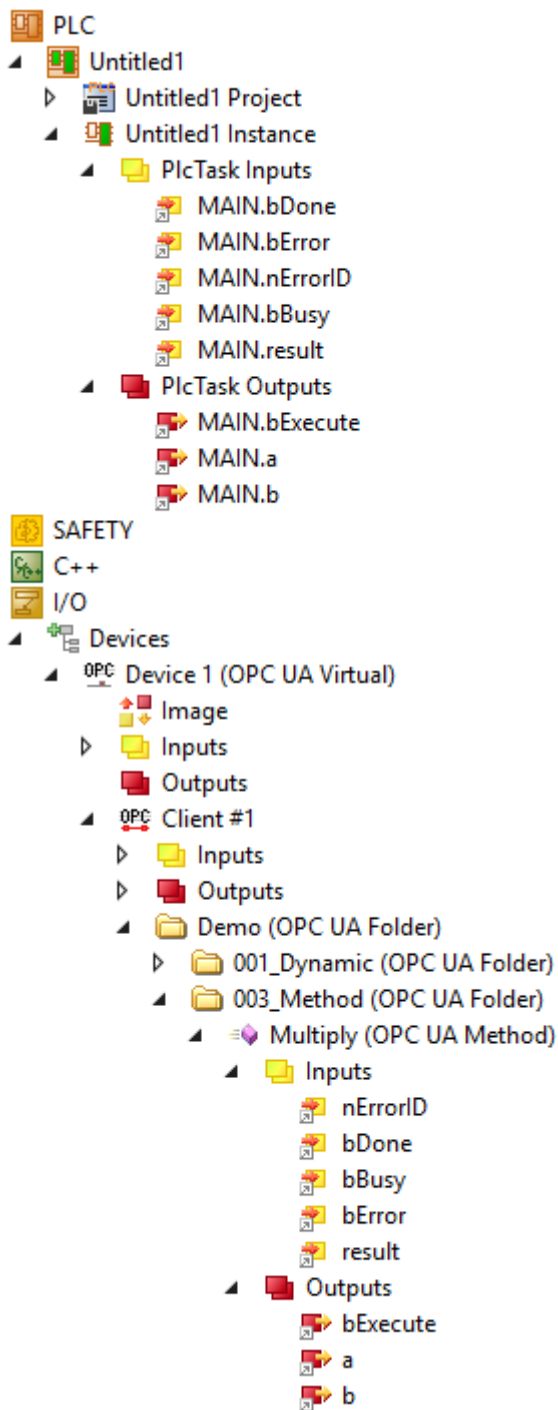 PLC
Untitled1
Untitled1 Project
Untitled1 Instance
PlcTask Inputs
MAIN.bDone
MAIN.bError
MAIN.nErrorID
MAIN.bBusy
MAIN.result
PlcTask Outputs
MAIN.bExecute
MAIN.a
MAIN.b
SAFETY
C++
I/O
Devices
OPC Device 1 (OPC UA Virtual)
Image
Inputs
Outputs
OPC Client #1
Inputs
Outputs
Demo (OPC UA Folder)
001_Dynamic (OPC UA Folder)
003_Method (OPC UA Folder)
Multiply (OPC UA Method)
Inputs
nErrorID
bDone
bBusy
bError
result
Outputs
bExecute
a
b